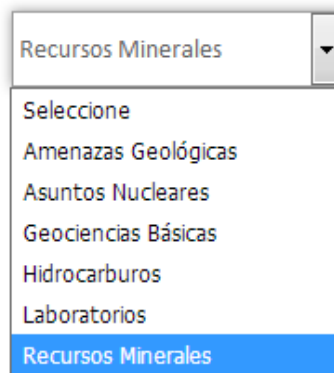 Recursos Minerales
Seleccione
Amenazas Geológicas
Asuntos Nucleares
Geociencias Básicas
Hidrocarburos
Laboratorios
Recursos Minerales